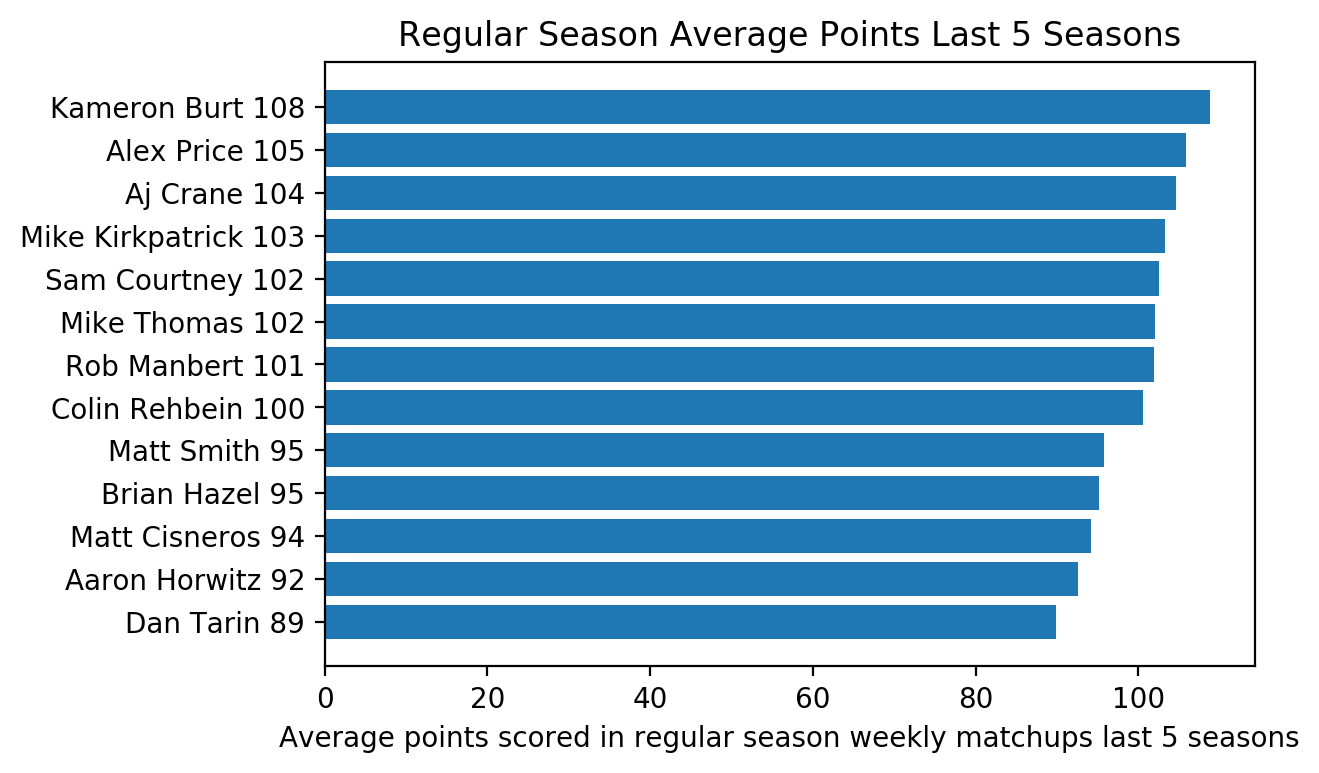 Regular Season Average Points Last 5 Seasons
Kameron Burt 108
Alex Price 105
Aj Crane 104
Mike Kirkpatrick 103
Sam Courtney 102
Mike Thomas 102
Rob Manbert 101
Colin Rehbein 100
Matt Smith 95
Brian Hazel 95
Matt Cisneros 94
Aaron Horwitz 92
Dan Tarin 89
0 20 40 60 80 100
Average points scored in regular season weekly matchups last 5 seasons